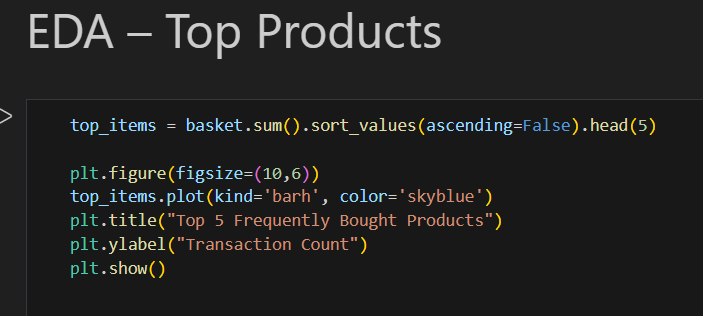 EDA – Top Products
>
top_items = basket.sum().sort_values(ascending=False).head(5)
plt.figure(figsize=(10,6))
top_items.plot(kind='barh', color='skyblue')
plt.title("Top 5 Frequently Bought Products")
plt.ylabel("Transaction Count")
plt.show()